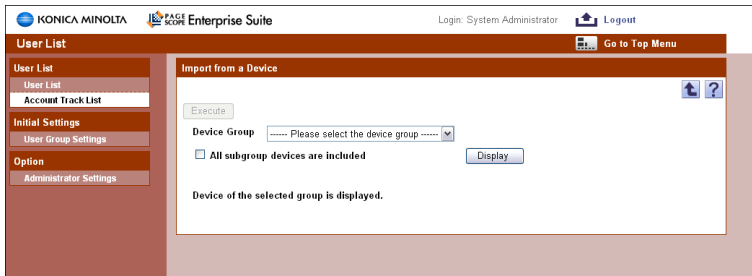 KONICA MINOLTA PAGE SCOPE Enterprise Suite Login: System Administrator Logout
User List Go to Top Menu
User List
User List
Account Track List
Initial Settings
User Group Settings
Option
Administrator Settings
Import from a Device
?
Execute
Device Group ------ Please select the device group ------
All subgroup devices are included Display
Device of the selected group is displayed.